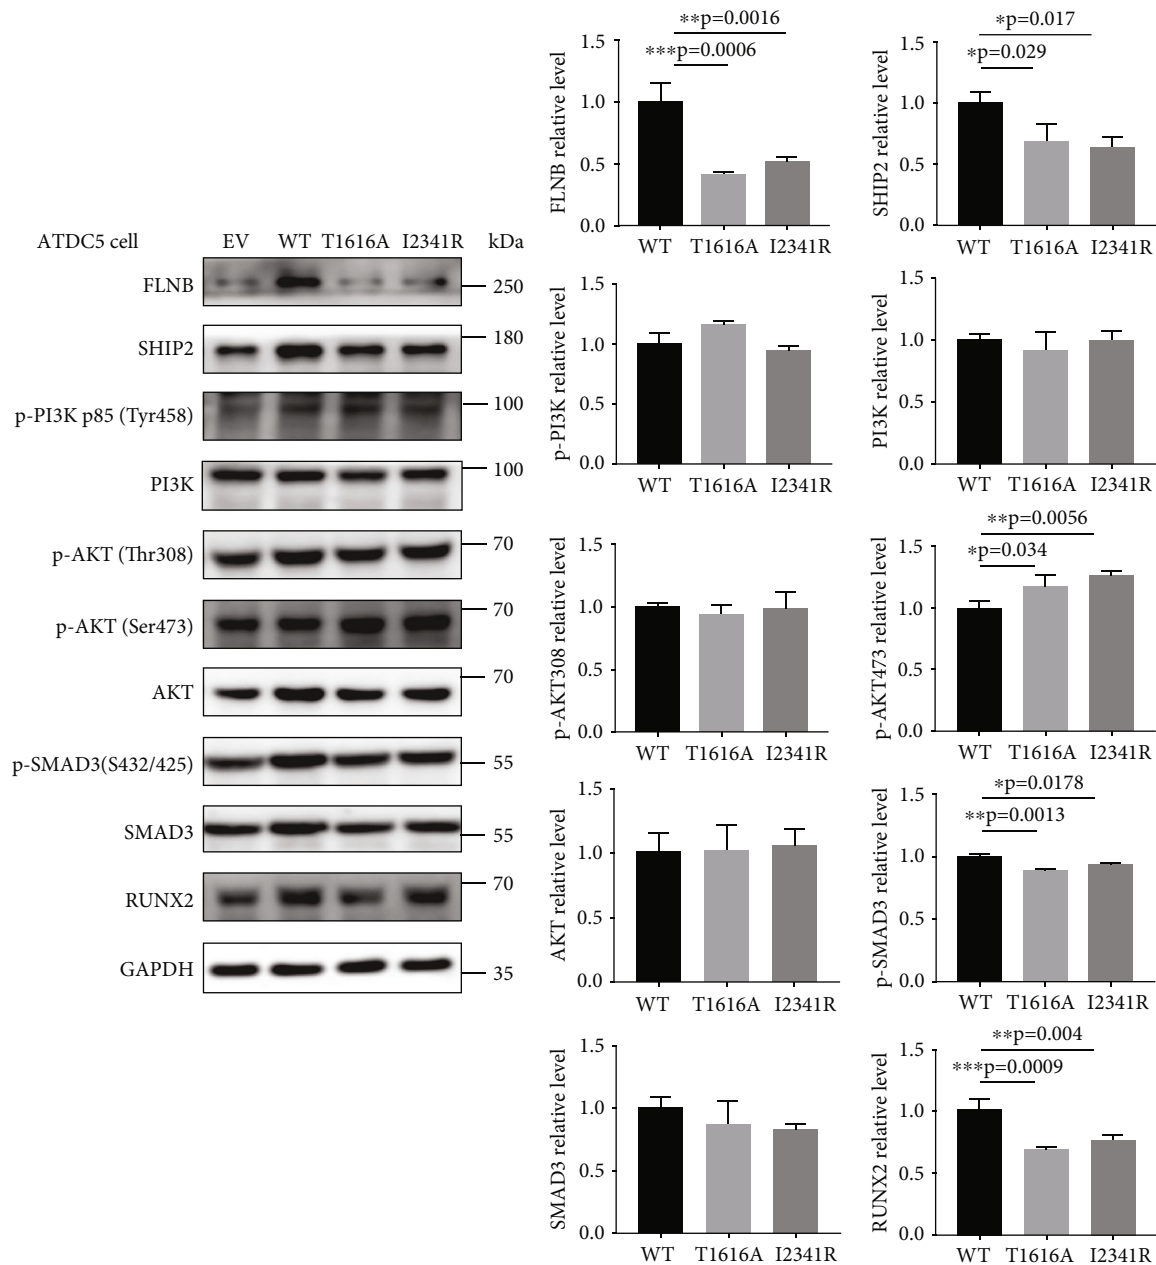 ATDC5 cell EV WT T1616A I2341R kDa
FLNB 250
SHIP2 180
p-PI3K p85 (Tyr458) 100
PI3K 100
p-AKT (Thr308) 70
p-AKT (Ser473) 70
AKT 70
p-SMAD3(S432/425) 55
SMAD3 55
RUNX2 70
GAPDH 35
FLNB relative level
1.5
1.0
0.5
0.0
**p=0.0016
***p=0.0006
WT T1616A I2341R
SHIP2 relative level
1.5
1.0
0.5
0.0
*p=0.017
*p=0.029
WT T1616A I2341R
p-PI3K relative level
1.5
1.0
0.5
0.0
WT T1616A I2341R
PI3K relative level
1.5
1.0
0.5
0.0
WT T1616A I2341R
p-AKT308 relative level
1.5
1.0
0.5
0.0
WT T1616A I2341R
p-AKT473 relative level
1.5
1.0
0.5
0.0
**p=0.0056
*p=0.034
WT T1616A I2341R
AKT relative level
1.5
1.0
0.5
0.0
WT T1616A I2341R
p-SMAD3 relative level
1.5
1.0
0.5
0.0
*p=0.0178
**p=0.0013
WT T1616A I2341R
SMAD3 relative level
1.5
1.0
0.5
0.0
WT T1616A I2341R
RUNX2 relative level
1.5
1.0
0.5
0.0
**p=0.004
***p=0.0009
WT T1616A I2341R